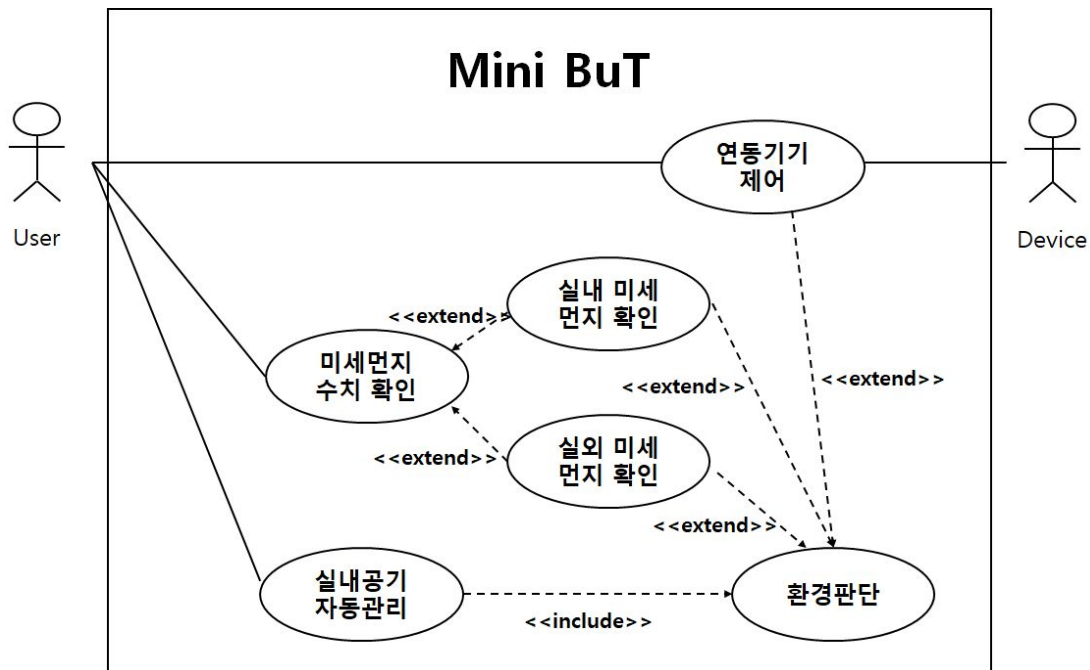 Mini BuT
연동기기
제어
User
Device
실내 미세
먼지 확인
<<extend>>
미세먼지
수치 확인
<<extend>>
<<extend>>
실외 미세
먼지 확인
<<extend>>
<<extend>>
실내공기
자동관리
환경판단
<<include>>